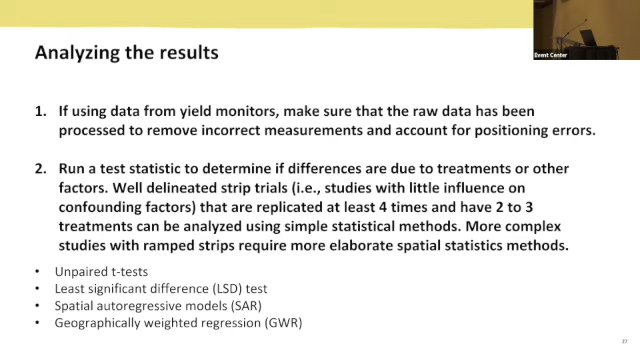 Event Center
Analyzing the results
1. If using data from yield monitors, make sure that the raw data has been
processed to remove incorrect measurements and account for positioning errors.
2. Run a test statistic to determine if differences are due to treatments or other
factors. Well delineated strip trials (i.e., studies with little influence on
confounding factors) that are replicated at least 4 times and have 2 to 3
treatments can be analyzed using simple statistical methods. More complex
studies with ramped strips require more elaborate spatial statistics methods.
• Unpaired t-tests
• Least significant difference (LSD) test
• Spatial autoregressive models (SAR)
• Geographically weighted regression (GWR)
37